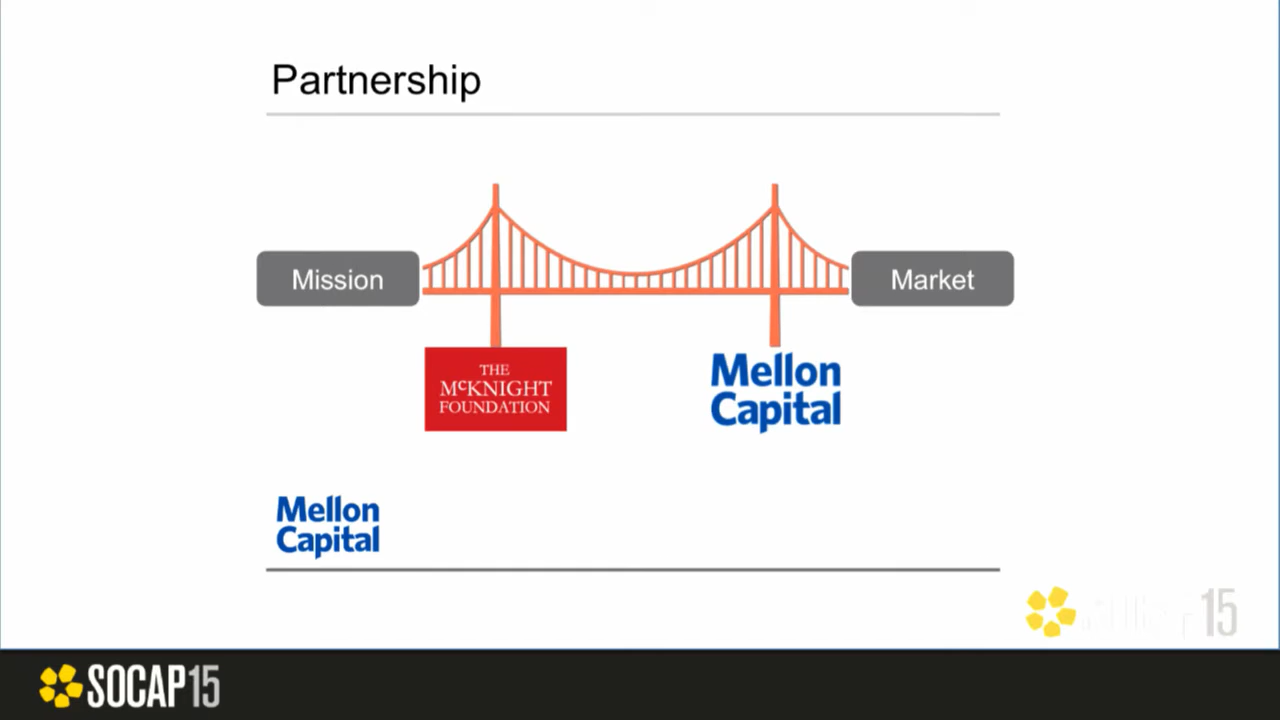 Partnership
Mission
Market
THE
McKNIGHT
FOUNDATION
Mellon
Capital
Mellon
Capital
15
SOCAP15